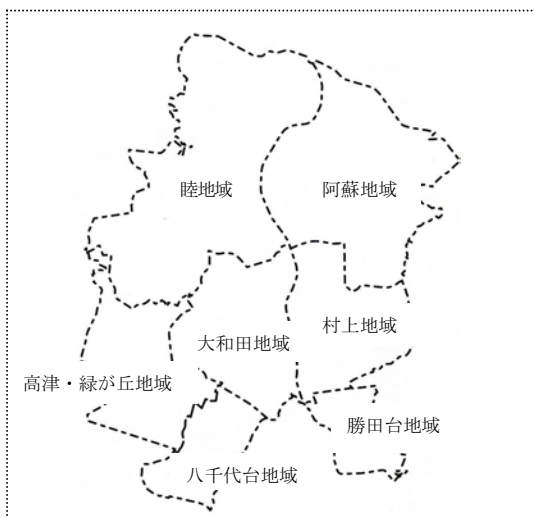 睦地域
阿蘇地域
村上地域
大和田地域
高津・緑が丘地域
勝田台地域
八千代台地域